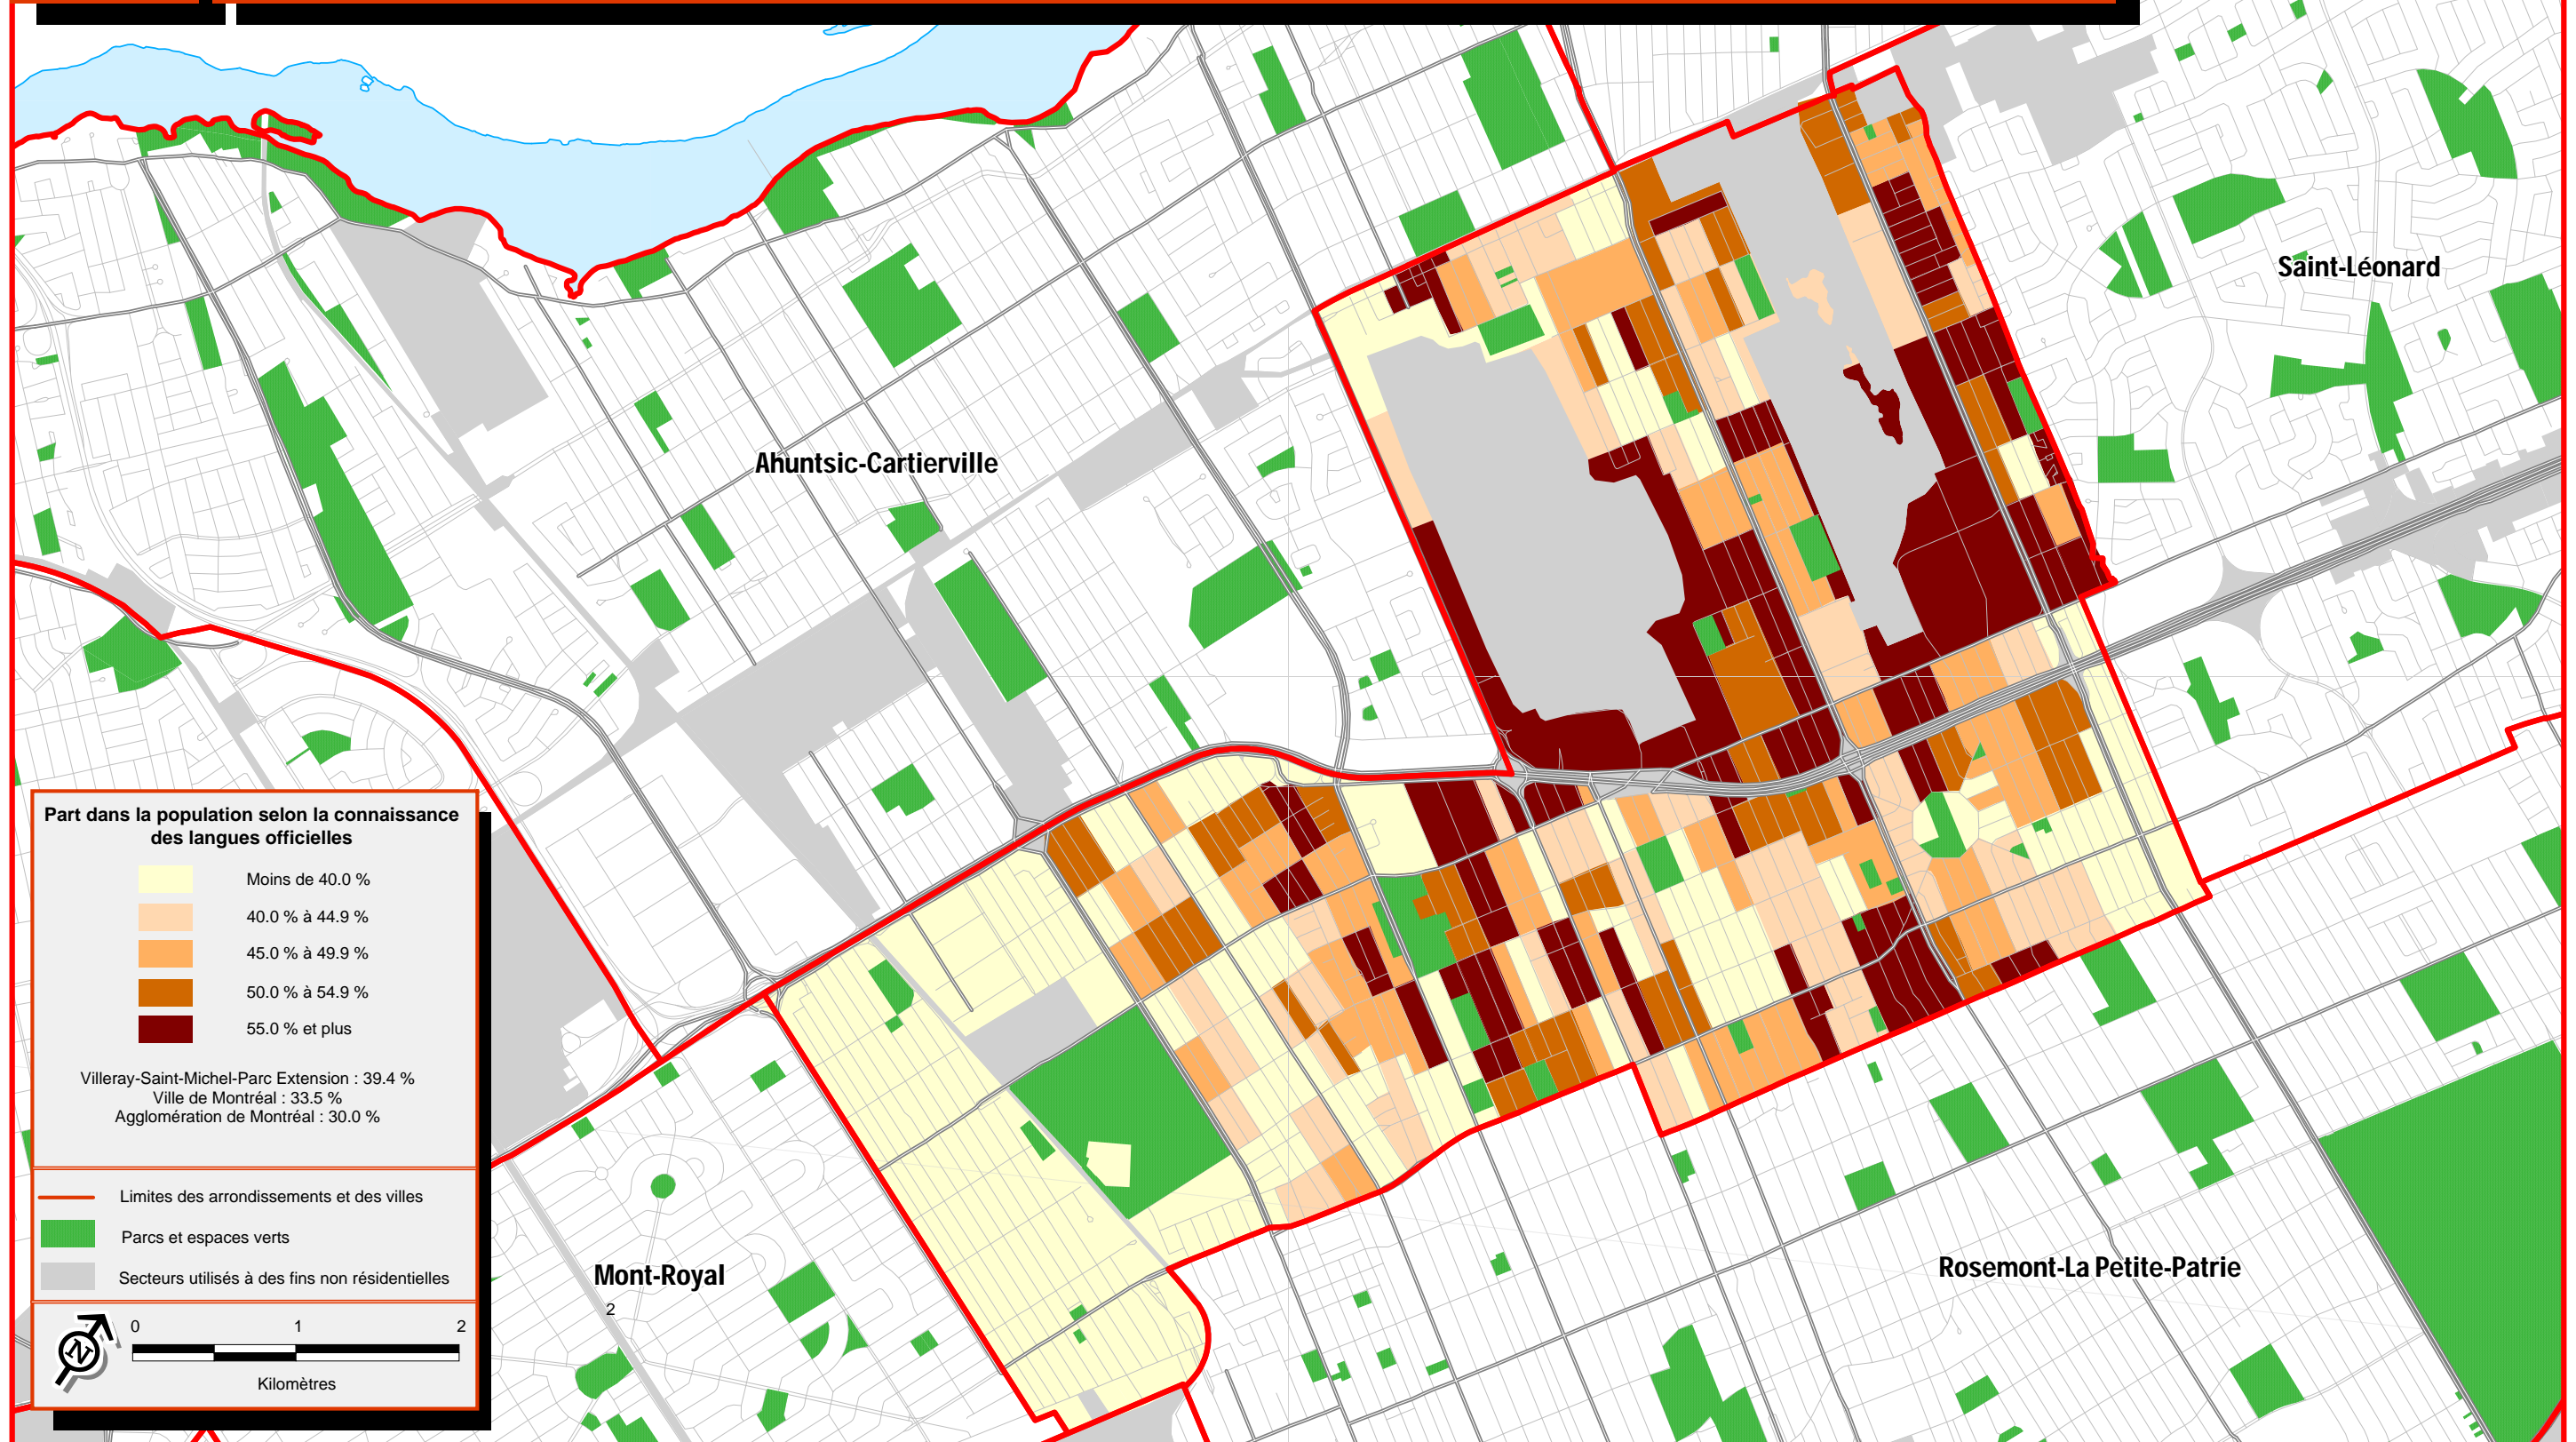 Saint-Léonard
Ahuntsic-Cartierville
Part dans la population selon la connaissance
des langues officielles
Moins de 40.0 %
40.0 % à 44.9 %
45.0 % à 49.9 %
50.0 % à 54.9 %
55.0 % et plus
Villeray-Saint-Michel-Parc Extension : 39.4 %
Ville de Montréal : 33.5 %
Agglomération de Montréal : 30.0 %
Limites des arrondissements et des villes
Parcs et espaces verts
Secteurs utilisés à des fins non résidentielles
Mont-Royal
2
Rosemont-La Petite-Patrie
N
0 1 2
Kilomètres